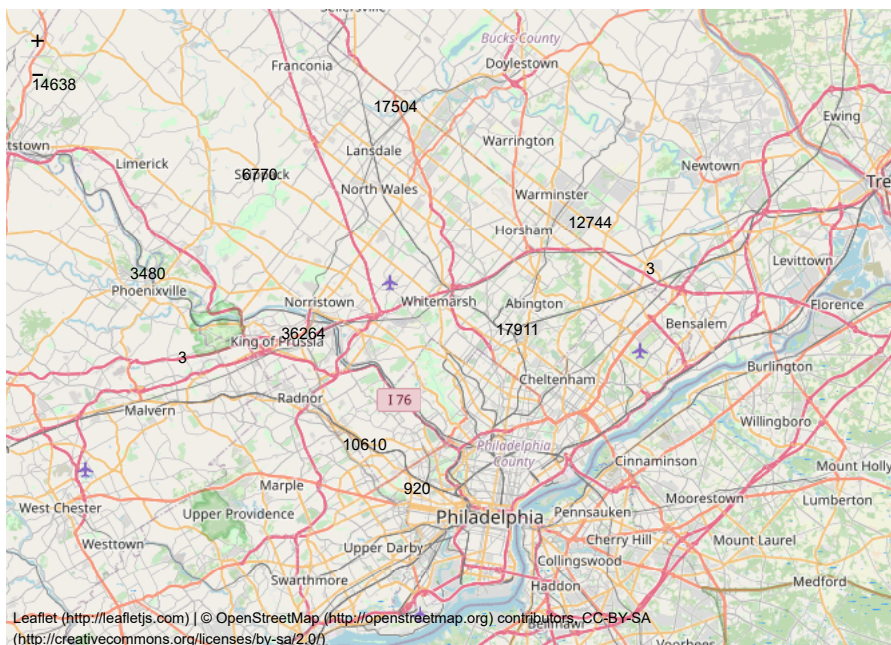 Bucks County
Doylestown
Franconia
+
−
14638
17504
Ewing
ttstown
Limerick
Lansdale
Warrington
Newtown
6770
North Wales
Warminster
Tre
12744
Horsham
3
Levittown
3480
Phoenixville
Norristown
Whitemarsh
Abington
Florence
36264
King of Prussia
17911
Bensalem
3
Burlington
Cheltenham
Malvern
Radnor
I 76
Willingboro
10610
Philadelphia
County
Cinnaminson
Mount Holly
920
Marple
Moorestown
Lumberton
West Chester
Upper Providence
Philadelphia
Pennsauken
Westtown
Upper Darby
Cherry Hill
Mount Laurel
Collingswood
Swarthmore
Haddon
Medford
Leaflet (http://leafletjs.com) | © OpenStreetMap (http://openstreetmap.org) contributors, CC-BY-SA
(http://creativecommons.org/licenses/by-sa/2.0/)